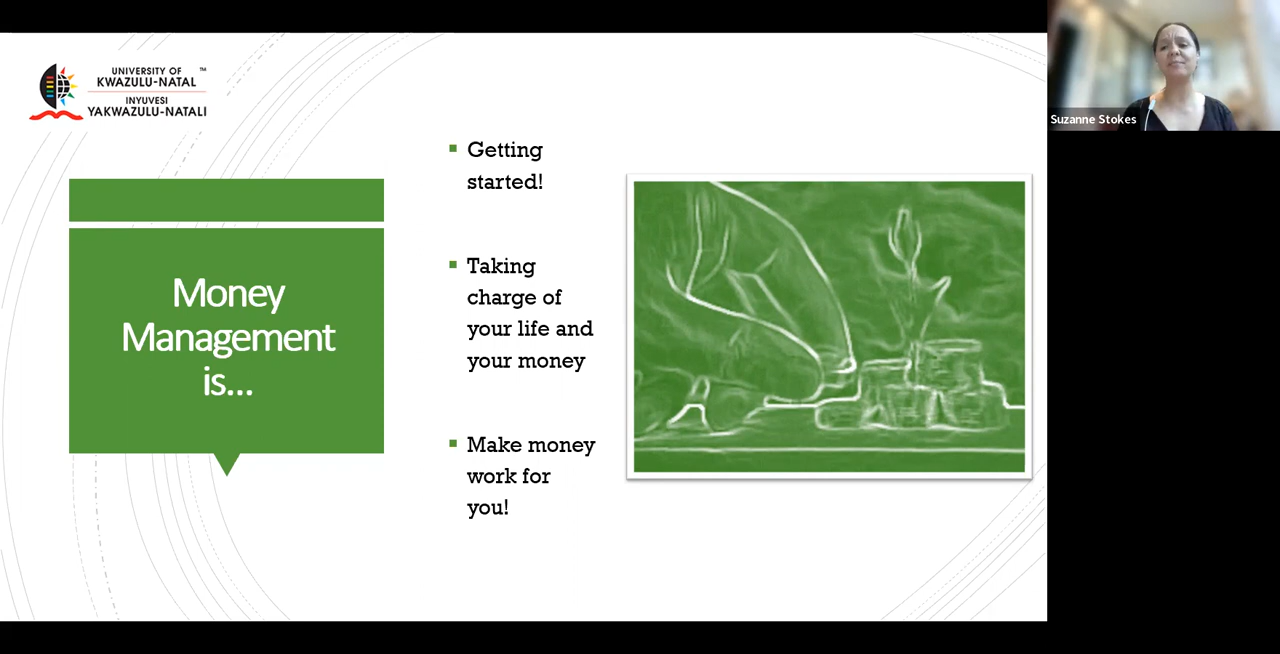 UNIVERSITY OF ™
KWAZULU-NATAL
INYUVESI
YAKWAZULU-NATALI
Money
Management
is...
Getting
started!
Taking
charge of
your life and
your money
Make money
work for
you!
Suzanne Stokes